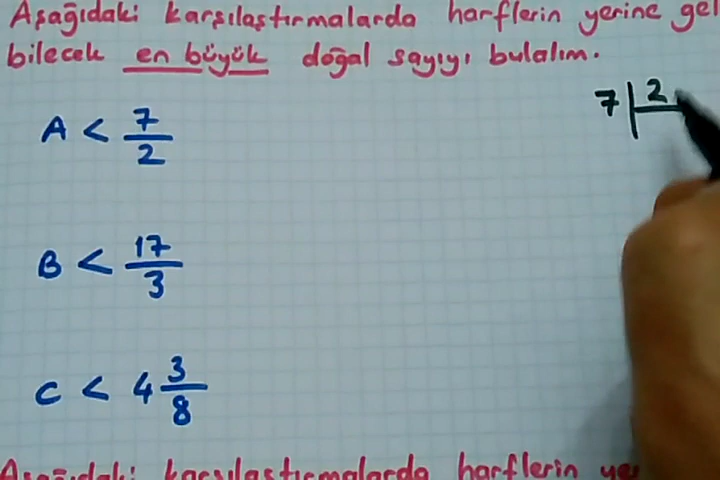 Aşağıdaki karşılaştırmalarda harflerin yerine gel
bilecek en büyük doğal sayıyı bulalım.
7 | 2
A < 7/2
B < 17/3
C < 4 3/8
Aşağıdaki karşılaştırmalarda harflerin ye